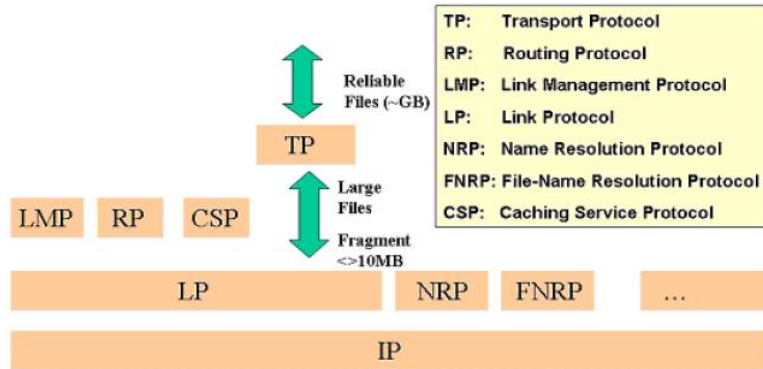 Reliable
Files (~GB)
TP
Large
Files
LMP RP CSP
Fragment
<>10MB
LP NRP FNRP ...
IP
TP: Transport Protocol
RP: Routing Protocol
LMP: Link Management Protocol
LP: Link Protocol
NRP: Name Resolution Protocol
FNRP: File-Name Resolution Protocol
CSP: Caching Service Protocol